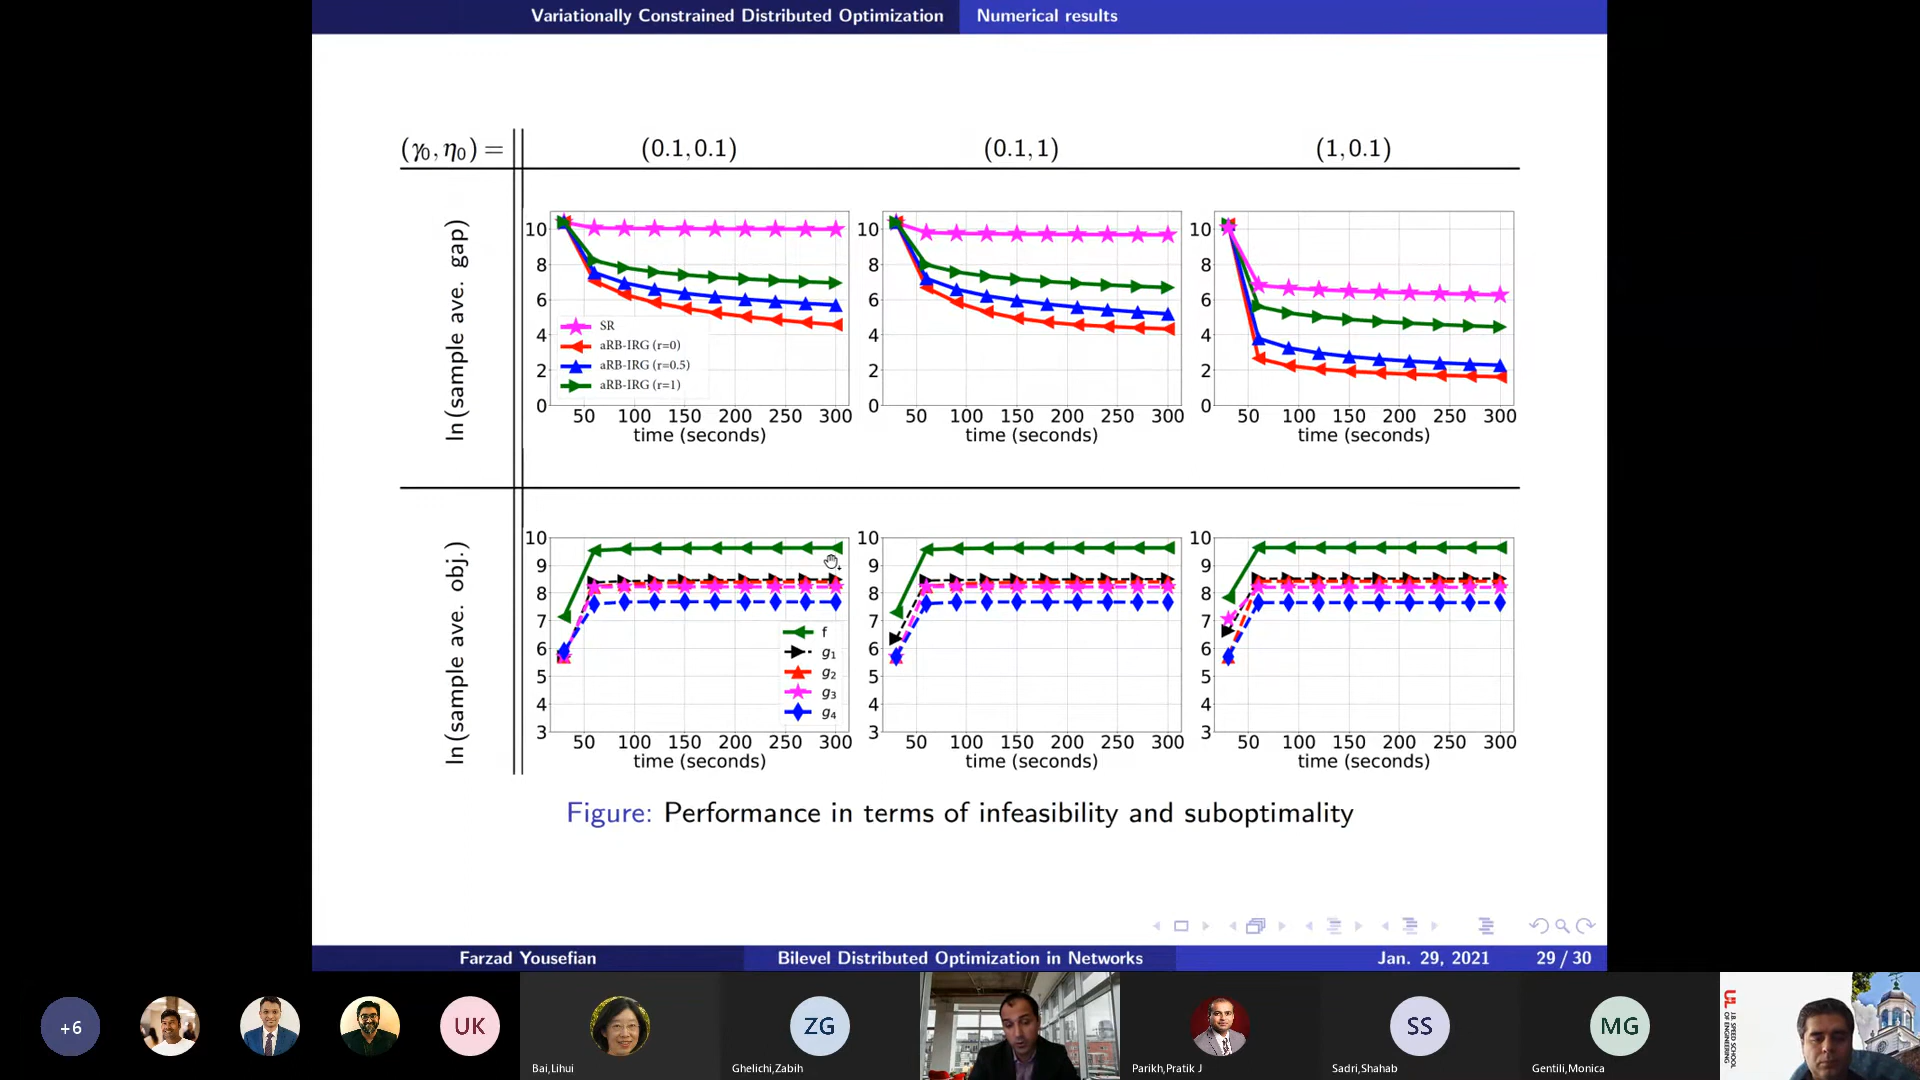 Variationally Constrained Distributed Optimization Numerical results
(γ₀, η₀) = (0.1, 0.1) (0.1, 1) (1, 0.1)
ln(sample ave. gap)
10 8 6 4 2 0
SR
aRB-IRG (r=0)
aRB-IRG (r=0.5)
aRB-IRG (r=1)
50 100 150 200 250 300
time (seconds)
10 8 6 4 2 0
50 100 150 200 250 300
time (seconds)
10 8 6 4 2 0
50 100 150 200 250 300
time (seconds)
ln(sample ave. obj.)
10 9 8 7 6 5 4 3
f
g₁
g₂
g₃
g₄
50 100 150 200 250 300
time (seconds)
10 9 8 7 6 5 4 3
50 100 150 200 250 300
time (seconds)
10 9 8 7 6 5 4 3
50 100 150 200 250 300
time (seconds)
Figure: Performance in terms of infeasibility and suboptimality
Farzad Yousefian Bilevel Distributed Optimization in Networks Jan. 29, 2021 29 / 30
+6
UK
Bai,Lihui
ZG
Ghelichi,Zabih
Parikh,Pratik J
SS
Sadri,Shahab
MG
Gentili,Monica
J.B. SPEED SCHOOL
OF ENGINEERING